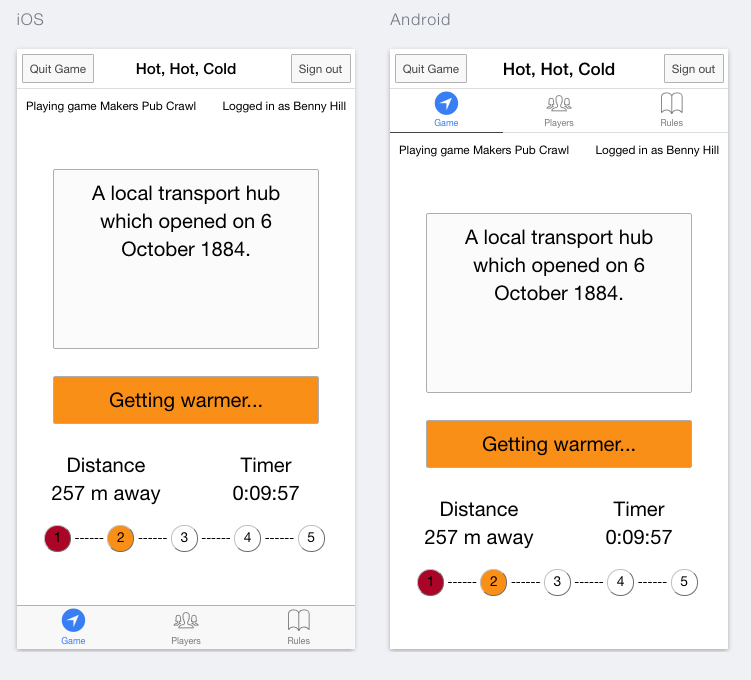 iOS
Quit Game Hot, Hot, Cold Sign out
Playing game Makers Pub Crawl Logged in as Benny Hill
A local transport hub
which opened on 6
October 1884.
Getting warmer...
Distance Timer
257 m away 0:09:57
1 ------ 2 ------ 3 ------ 4 ------ 5
Game Players Rules
Android
Quit Game Hot, Hot, Cold Sign out
Game Players Rules
Playing game Makers Pub Crawl Logged in as Benny Hill
A local transport hub
which opened on 6
October 1884.
Getting warmer...
Distance Timer
257 m away 0:09:57
1 ------ 2 ------ 3 ------ 4 ------ 5